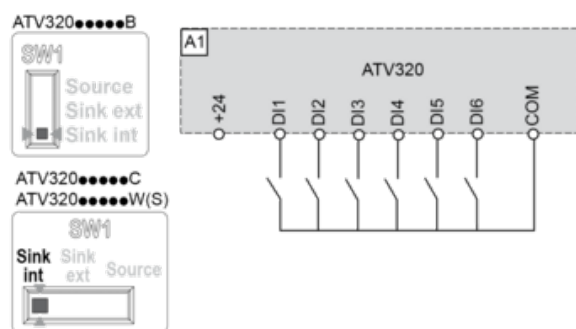 ATV320●●●●●B
SW1
Source
Sink ext
Sink int
A1
ATV320
+24
DI1
DI2
DI3
DI4
DI5
DI6
COM
ATV320●●●●●C
ATV320●●●●●W(S)
SW1
Sink int
Sink ext
Source